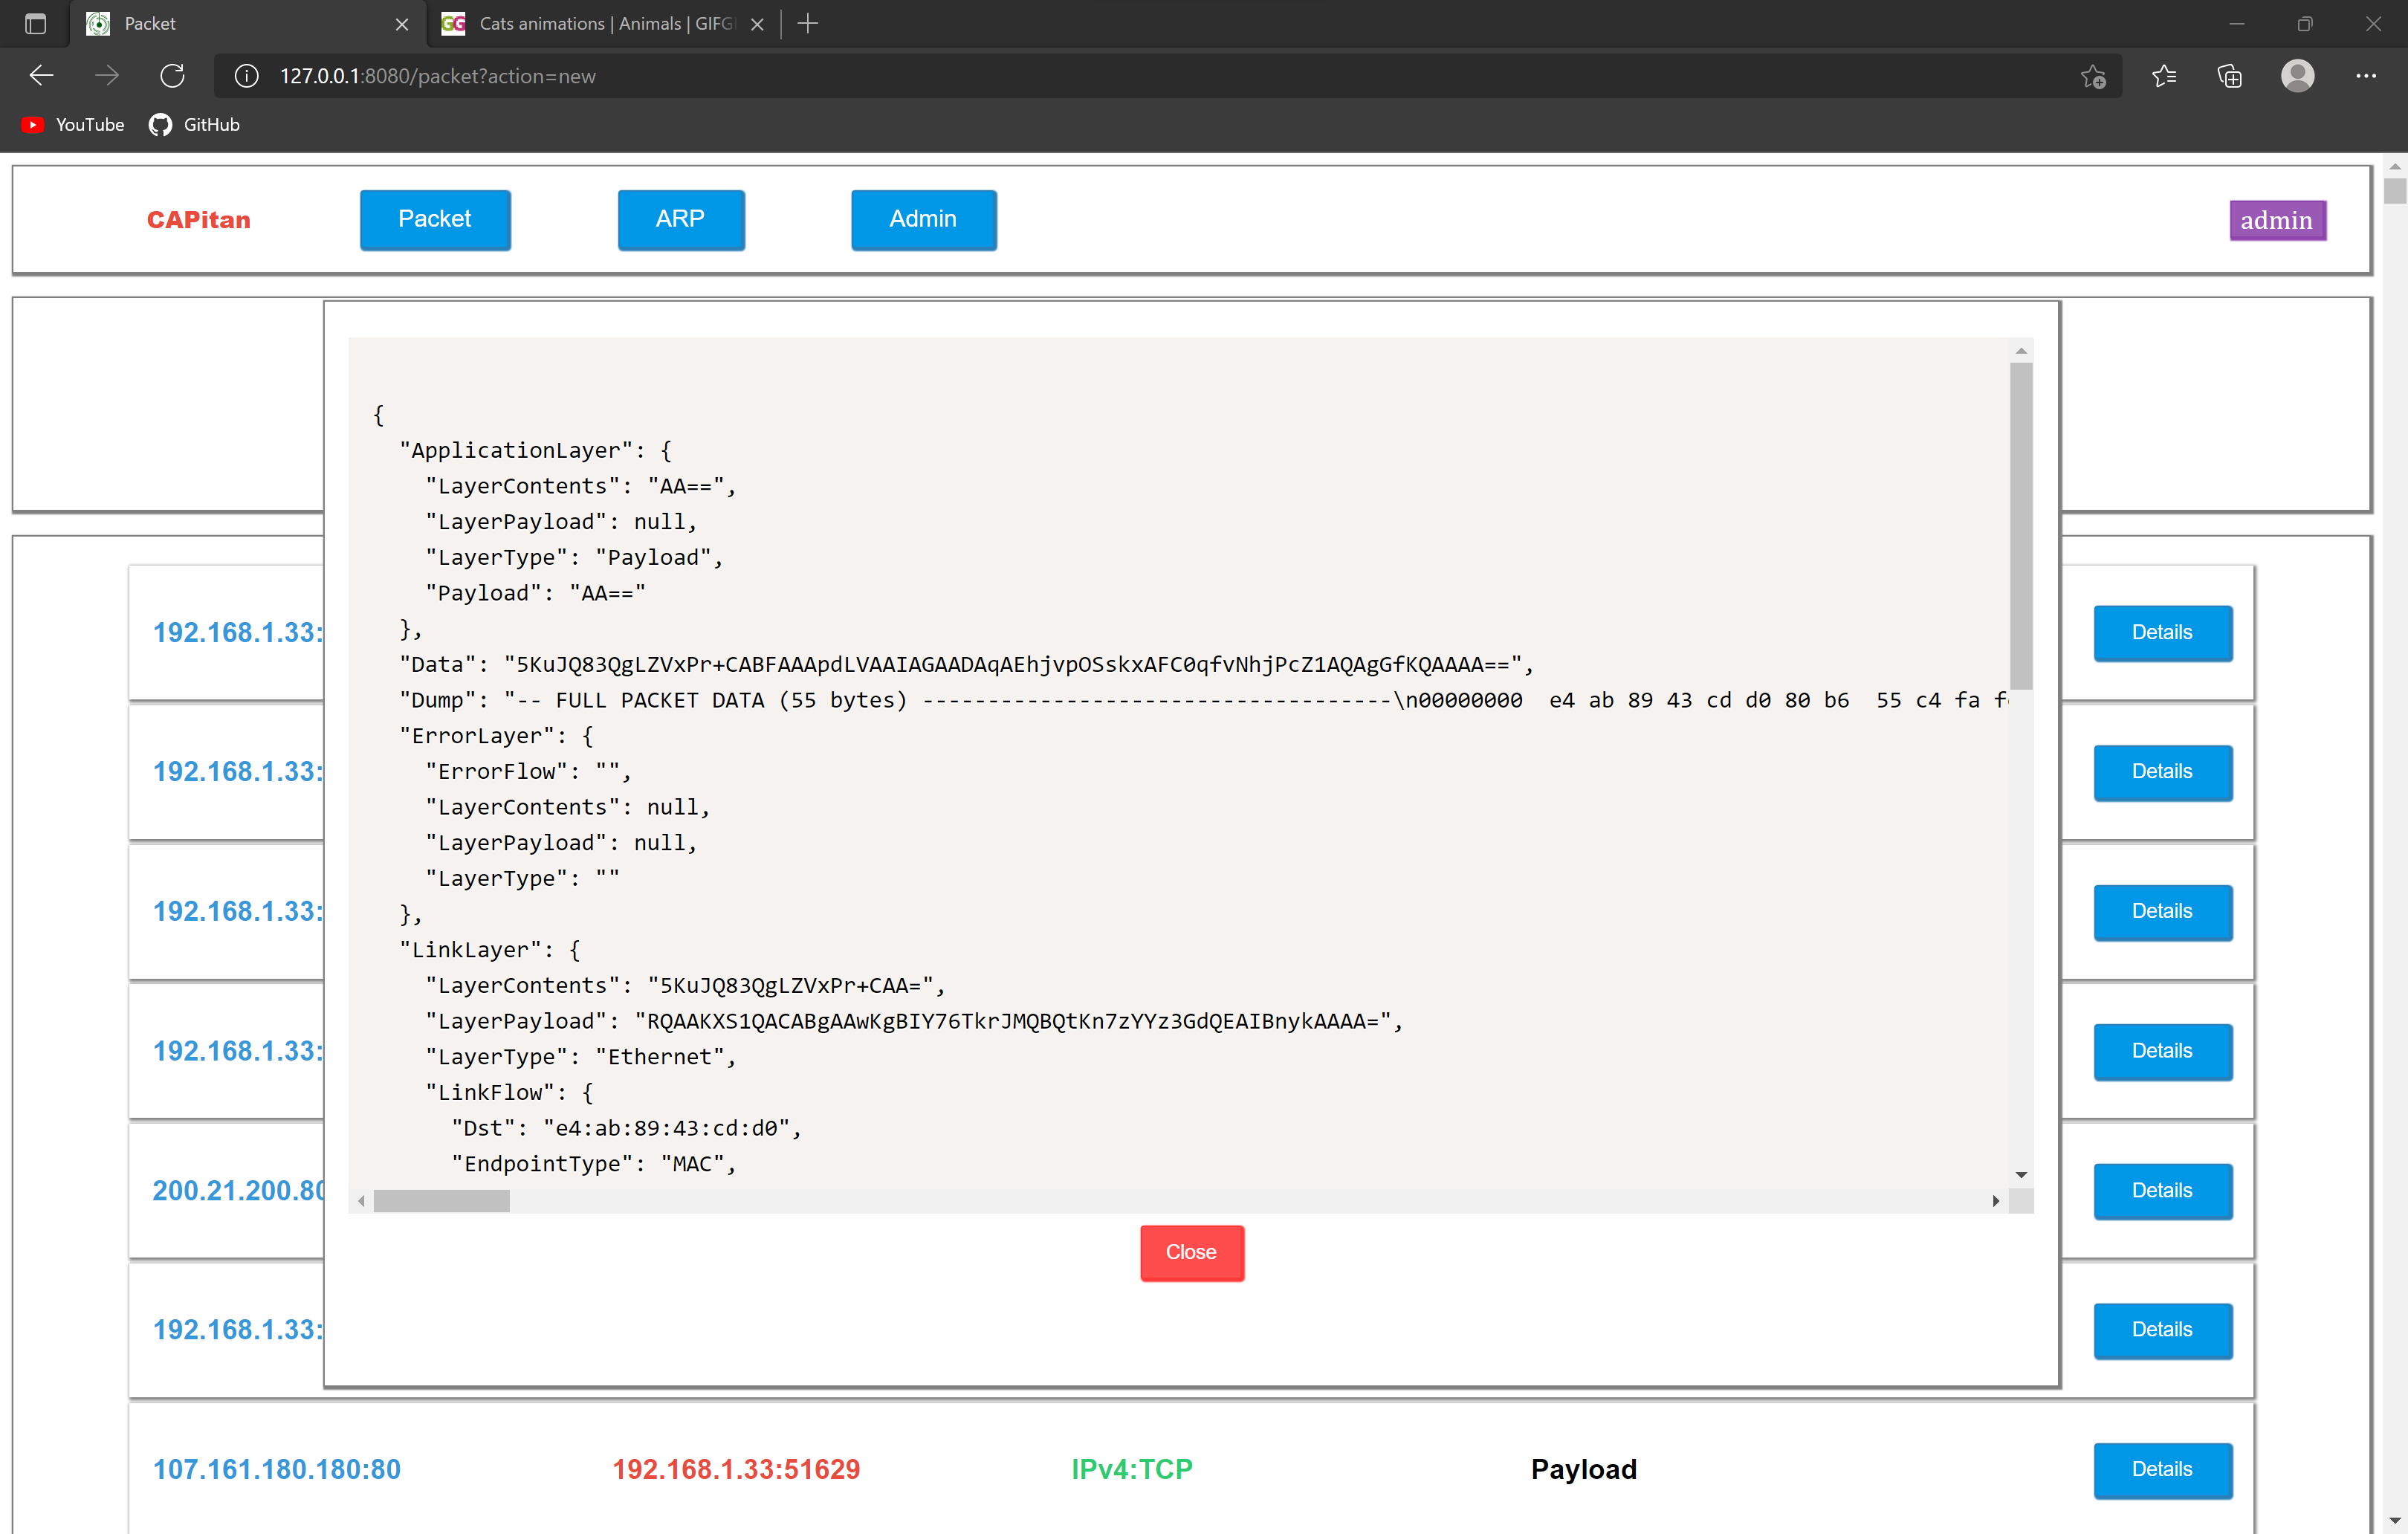 Packet
Cats animations | Animals | GIFG
127.0.0.1:8080/packet?action=new
YouTube
GitHub
CAPitan
Packet
ARP
Admin
admin
{
"ApplicationLayer": {
"LayerContents": "AA==",
"LayerPayload": null,
"LayerType": "Payload",
"Payload": "AA=="
},
"Data": "5KuJQ83QgLZVxPr+CABFAAApdLVAAIAGAADAqAEhjvpOSskxAFC0qfvNhjPcZ1AQAgGfKQAAAA==",
"Dump": "-- FULL PACKET DATA (55 bytes) ------------------------------------\n00000000  e4 ab 89 43 cd d0 80 b6  55 c4 fa f
"ErrorLayer": {
"ErrorFlow": "",
"LayerContents": null,
"LayerPayload": null,
"LayerType": ""
},
"LinkLayer": {
"LayerContents": "5KuJQ83QgLZVxPr+CAA=",
"LayerPayload": "RQAAKXS1QACABgAAwKgBIY76TkrJMQBQtKn7zYYz3GdQEAIBnykAAAA=",
"LayerType": "Ethernet",
"LinkFlow": {
"Dst": "e4:ab:89:43:cd:d0",
"EndpointType": "MAC",
Close
192.168.1.33:
Details
192.168.1.33:
Details
192.168.1.33:
Details
192.168.1.33:
Details
200.21.200.80
Details
192.168.1.33:
Details
107.161.180.180:80
192.168.1.33:51629
IPv4:TCP
Payload
Details